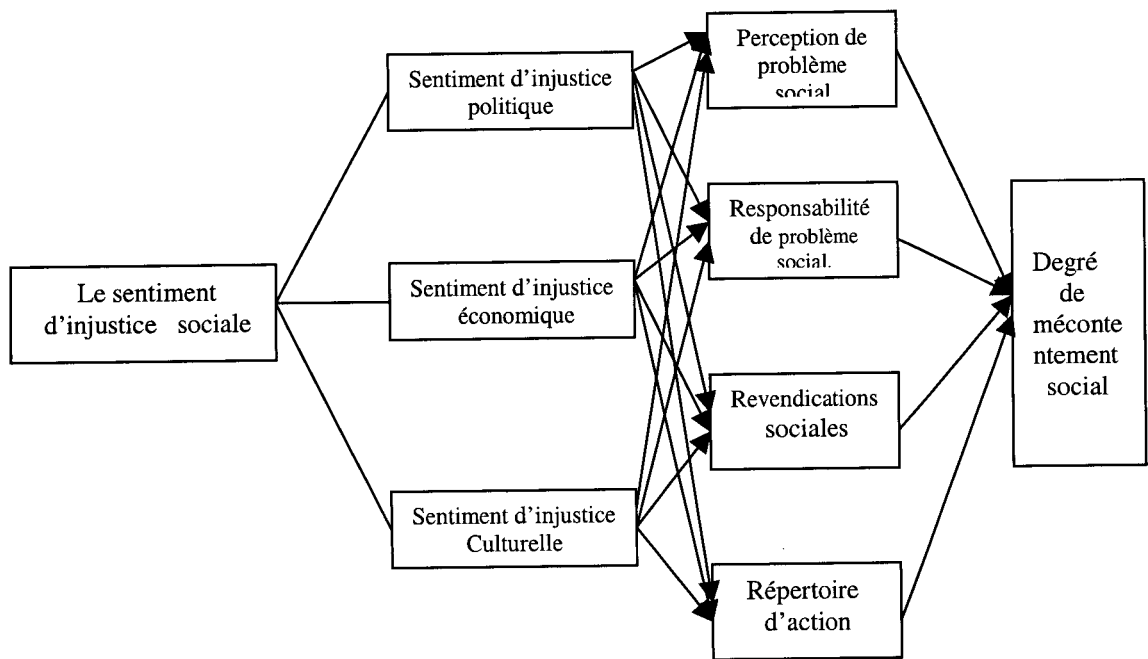 Le sentiment
d'injustice sociale
Sentiment d'injustice
politique
Sentiment d'injustice
économique
Sentiment d'injustice
Culturelle
Perception de
problème
social
Responsabilité
de problème
social.
Revendications
sociales
Répertoire
d'action
Degré
de
méconte
ntement
social